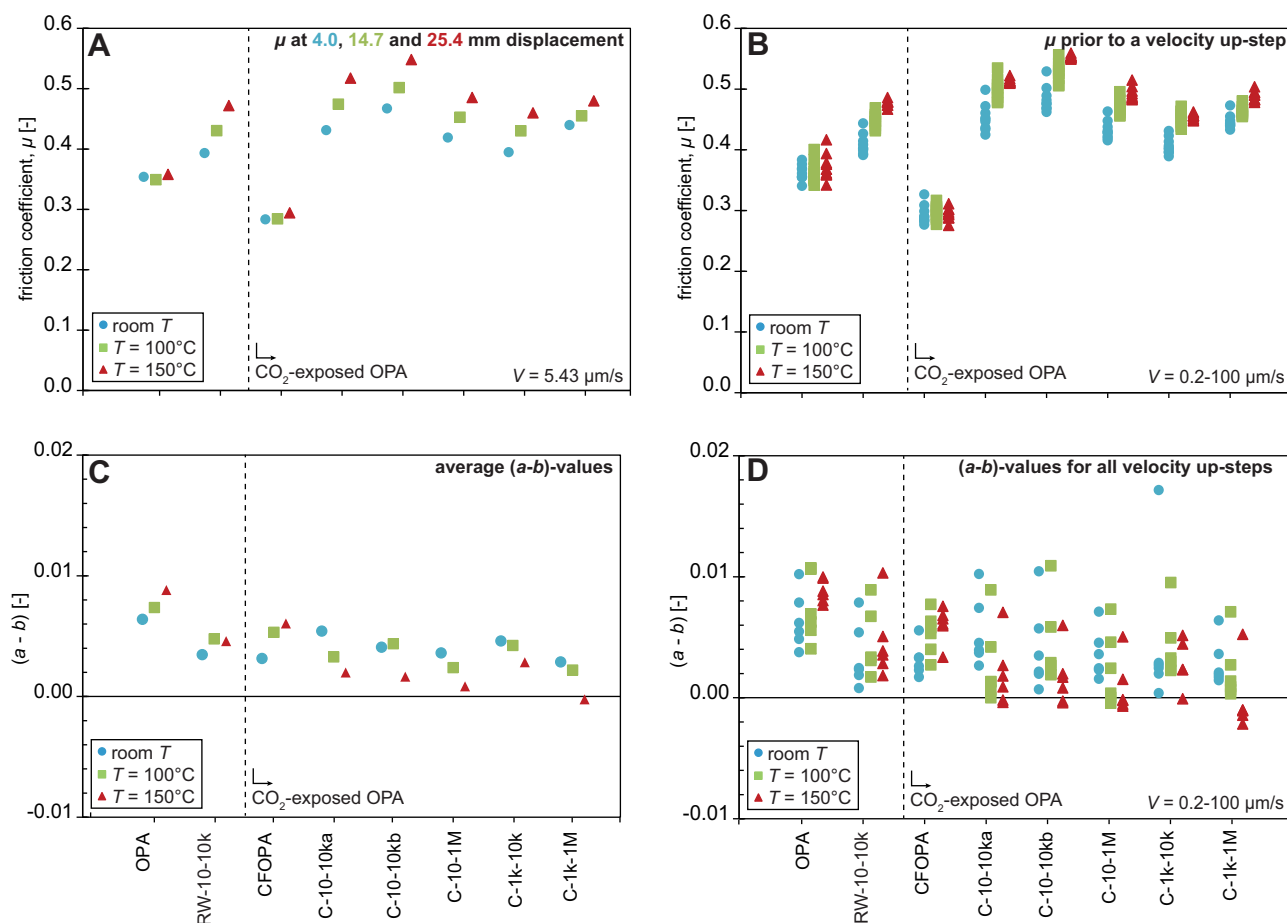 A
μ at 4.0, 14.7 and 25.4 mm displacement
0.6
0.5
0.4
0.3
0.2
0.1
0.0
friction coefficient, μ [-]
room T
T = 100°C
T = 150°C
CO₂-exposed OPA
V = 5.43 μm/s
B
μ prior to a velocity up-step
0.6
0.5
0.4
0.3
0.2
0.1
0.0
friction coefficient, μ [-]
room T
T = 100°C
T = 150°C
CO₂-exposed OPA
V = 0.2-100 μm/s
C
average (a-b)-values
0.02
0.01
0.00
-0.01
(a - b) [-]
room T
T = 100°C
T = 150°C
CO₂-exposed OPA
OPA
RW-10-10k
CFOPA
C-10-10ka
C-10-10kb
C-10-1M
C-1k-10k
C-1k-1M
D
(a-b)-values for all velocity up-steps
0.02
0.01
0.00
-0.01
(a - b) [-]
room T
T = 100°C
T = 150°C
CO₂-exposed OPA
V = 0.2-100 μm/s
OPA
RW-10-10k
CFOPA
C-10-10ka
C-10-10kb
C-10-1M
C-1k-10k
C-1k-1M